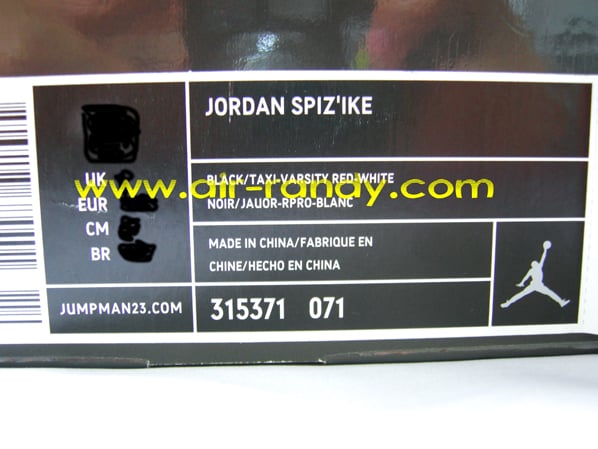 JORDAN SPIZ'IKE
UK
EUR
CM
BR
BLACK/TAXI-VARSITY RED-WHITE
www.air-randy.com
NOIR/JAUOR-RPRO-BLANC
MADE IN CHINA/FABRIQUE EN
CHINE/HECHO EN CHINA
JUMPMAN23.COM
315371 071